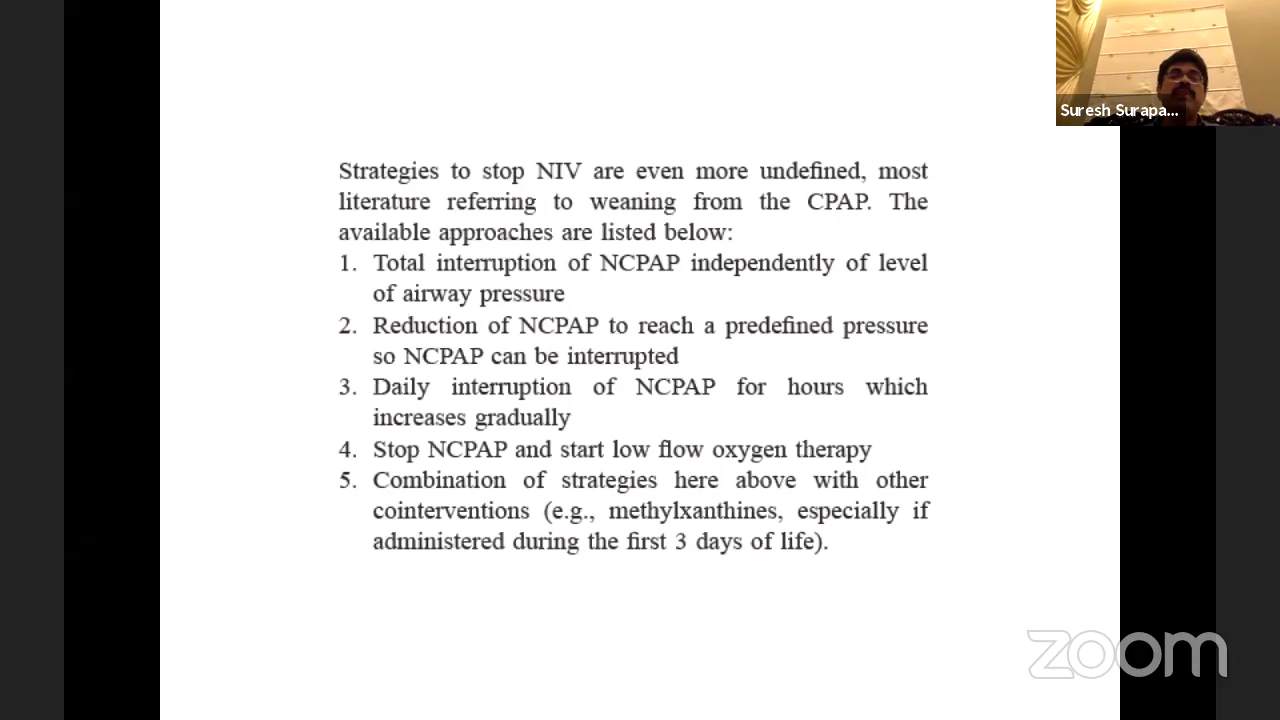 Suresh Surapa...
Strategies to stop NIV are even more undefined, most
literature referring to weaning from the CPAP. The
available approaches are listed below:
1. Total interruption of NCPAP independently of level
of airway pressure
2. Reduction of NCPAP to reach a predefined pressure
so NCPAP can be interrupted
3. Daily interruption of NCPAP for hours which
increases gradually
4. Stop NCPAP and start low flow oxygen therapy
5. Combination of strategies here above with other
cointerventions (e.g., methylxanthines, especially if
administered during the first 3 days of life).
zoom